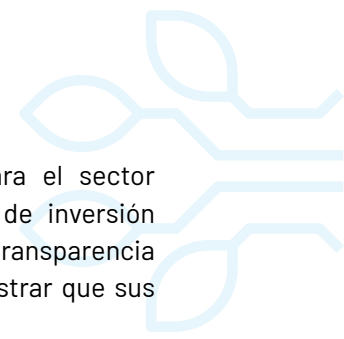 ra el sector
de inversión
ransparencia
strar que sus